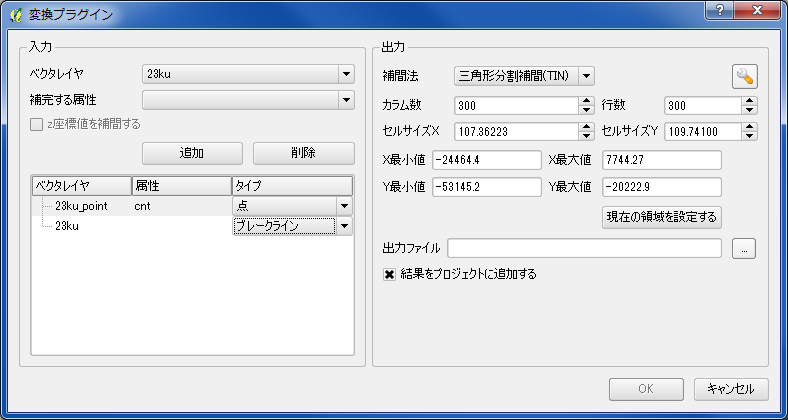 変換プラグイン
入力
ベクタレイヤ 23ku
補完する属性
z座標値を補間する
追加 削除
ベクタレイヤ 属性 タイプ
23ku_point cnt 点
23ku ブレークライン
出力
補間法 三角形分割補間(TIN)
カラム数 300 行数 300
セルサイズX 107.36223 セルサイズY 109.74100
X最小値 -24464.4 X最大値 7744.27
Y最小値 -53145.2 Y最大値 -20222.9
現在の領域を設定する
出力ファイル ...
結果をプロジェクトに追加する
OK キャンセル